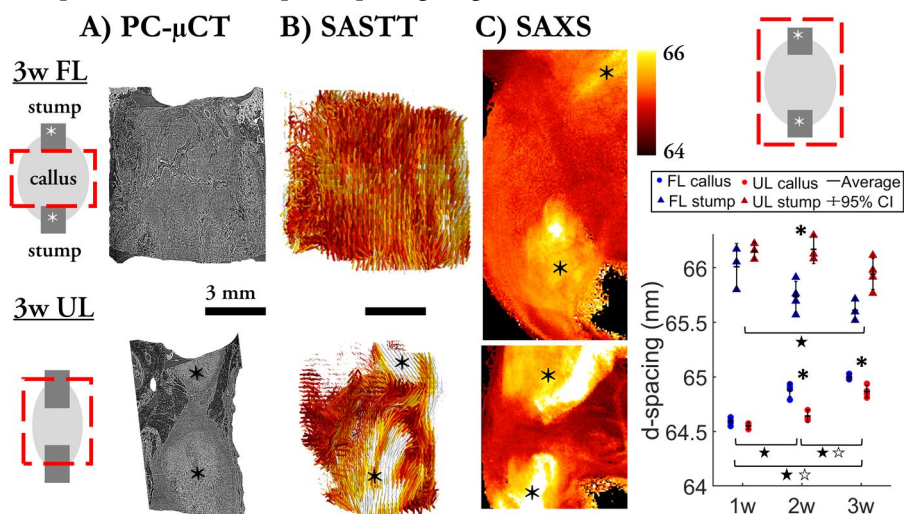 A) PC-μCT
B) SASTT
C) SAXS
3w FL
stump
*
callus
*
stump
3 mm
3w UL
*
*
*
*
*
*
*
*
66
64
*
*
FL callus UL callus Average
FL stump UL stump 95% CI
d-spacing (nm)
66
65.5
65
64.5
64
*
*
*
★
★
★☆
★☆
1w 2w 3w